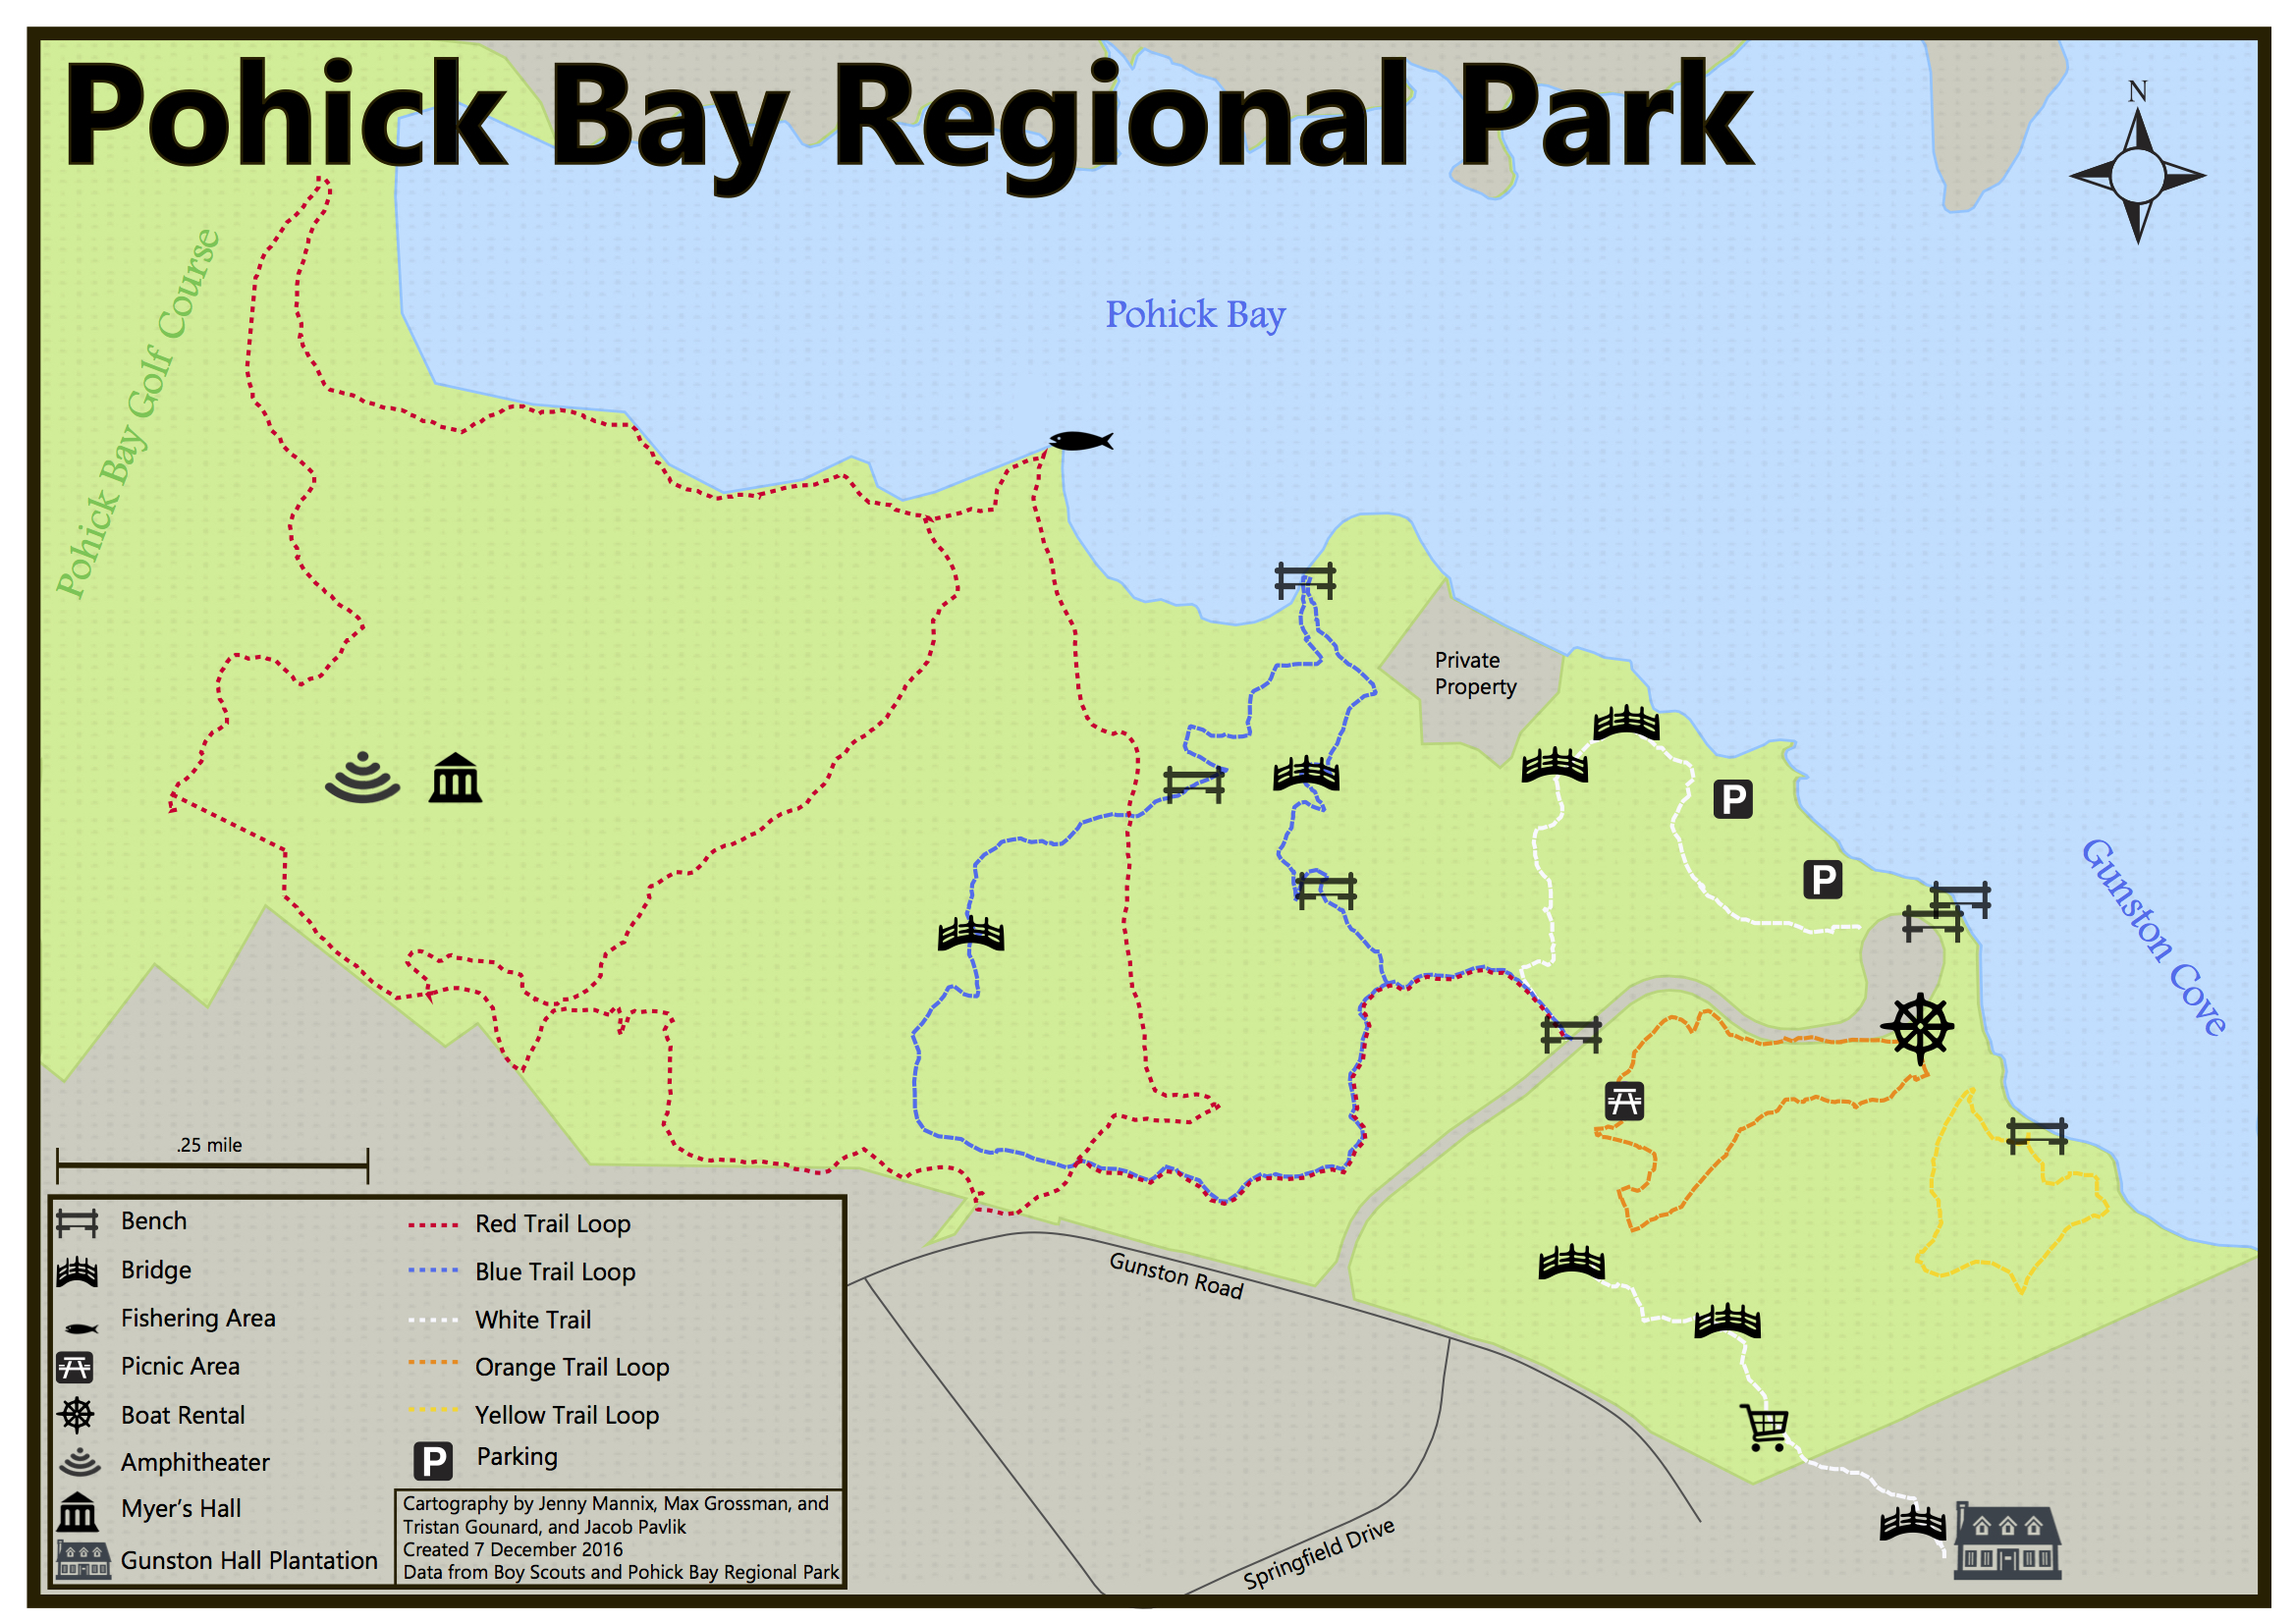 Pohick Bay Regional Park
N
Pohick Bay Golf Course
Pohick Bay
Private
Property
P
P
Gunston Cove
.25 mile
Bench
Bridge
Fishering Area
Picnic Area
Boat Rental
Amphitheater
Myer's Hall
Gunston Hall Plantation
Red Trail Loop
Blue Trail Loop
White Trail
Orange Trail Loop
Yellow Trail Loop
P Parking
Cartography by Jenny Mannix, Max Grossman, and
Tristan Gounard, and Jacob Pavlik
Created 7 December 2016
Data from Boy Scouts and Pohick Bay Regional Park
Gunston Road
Springfield Drive